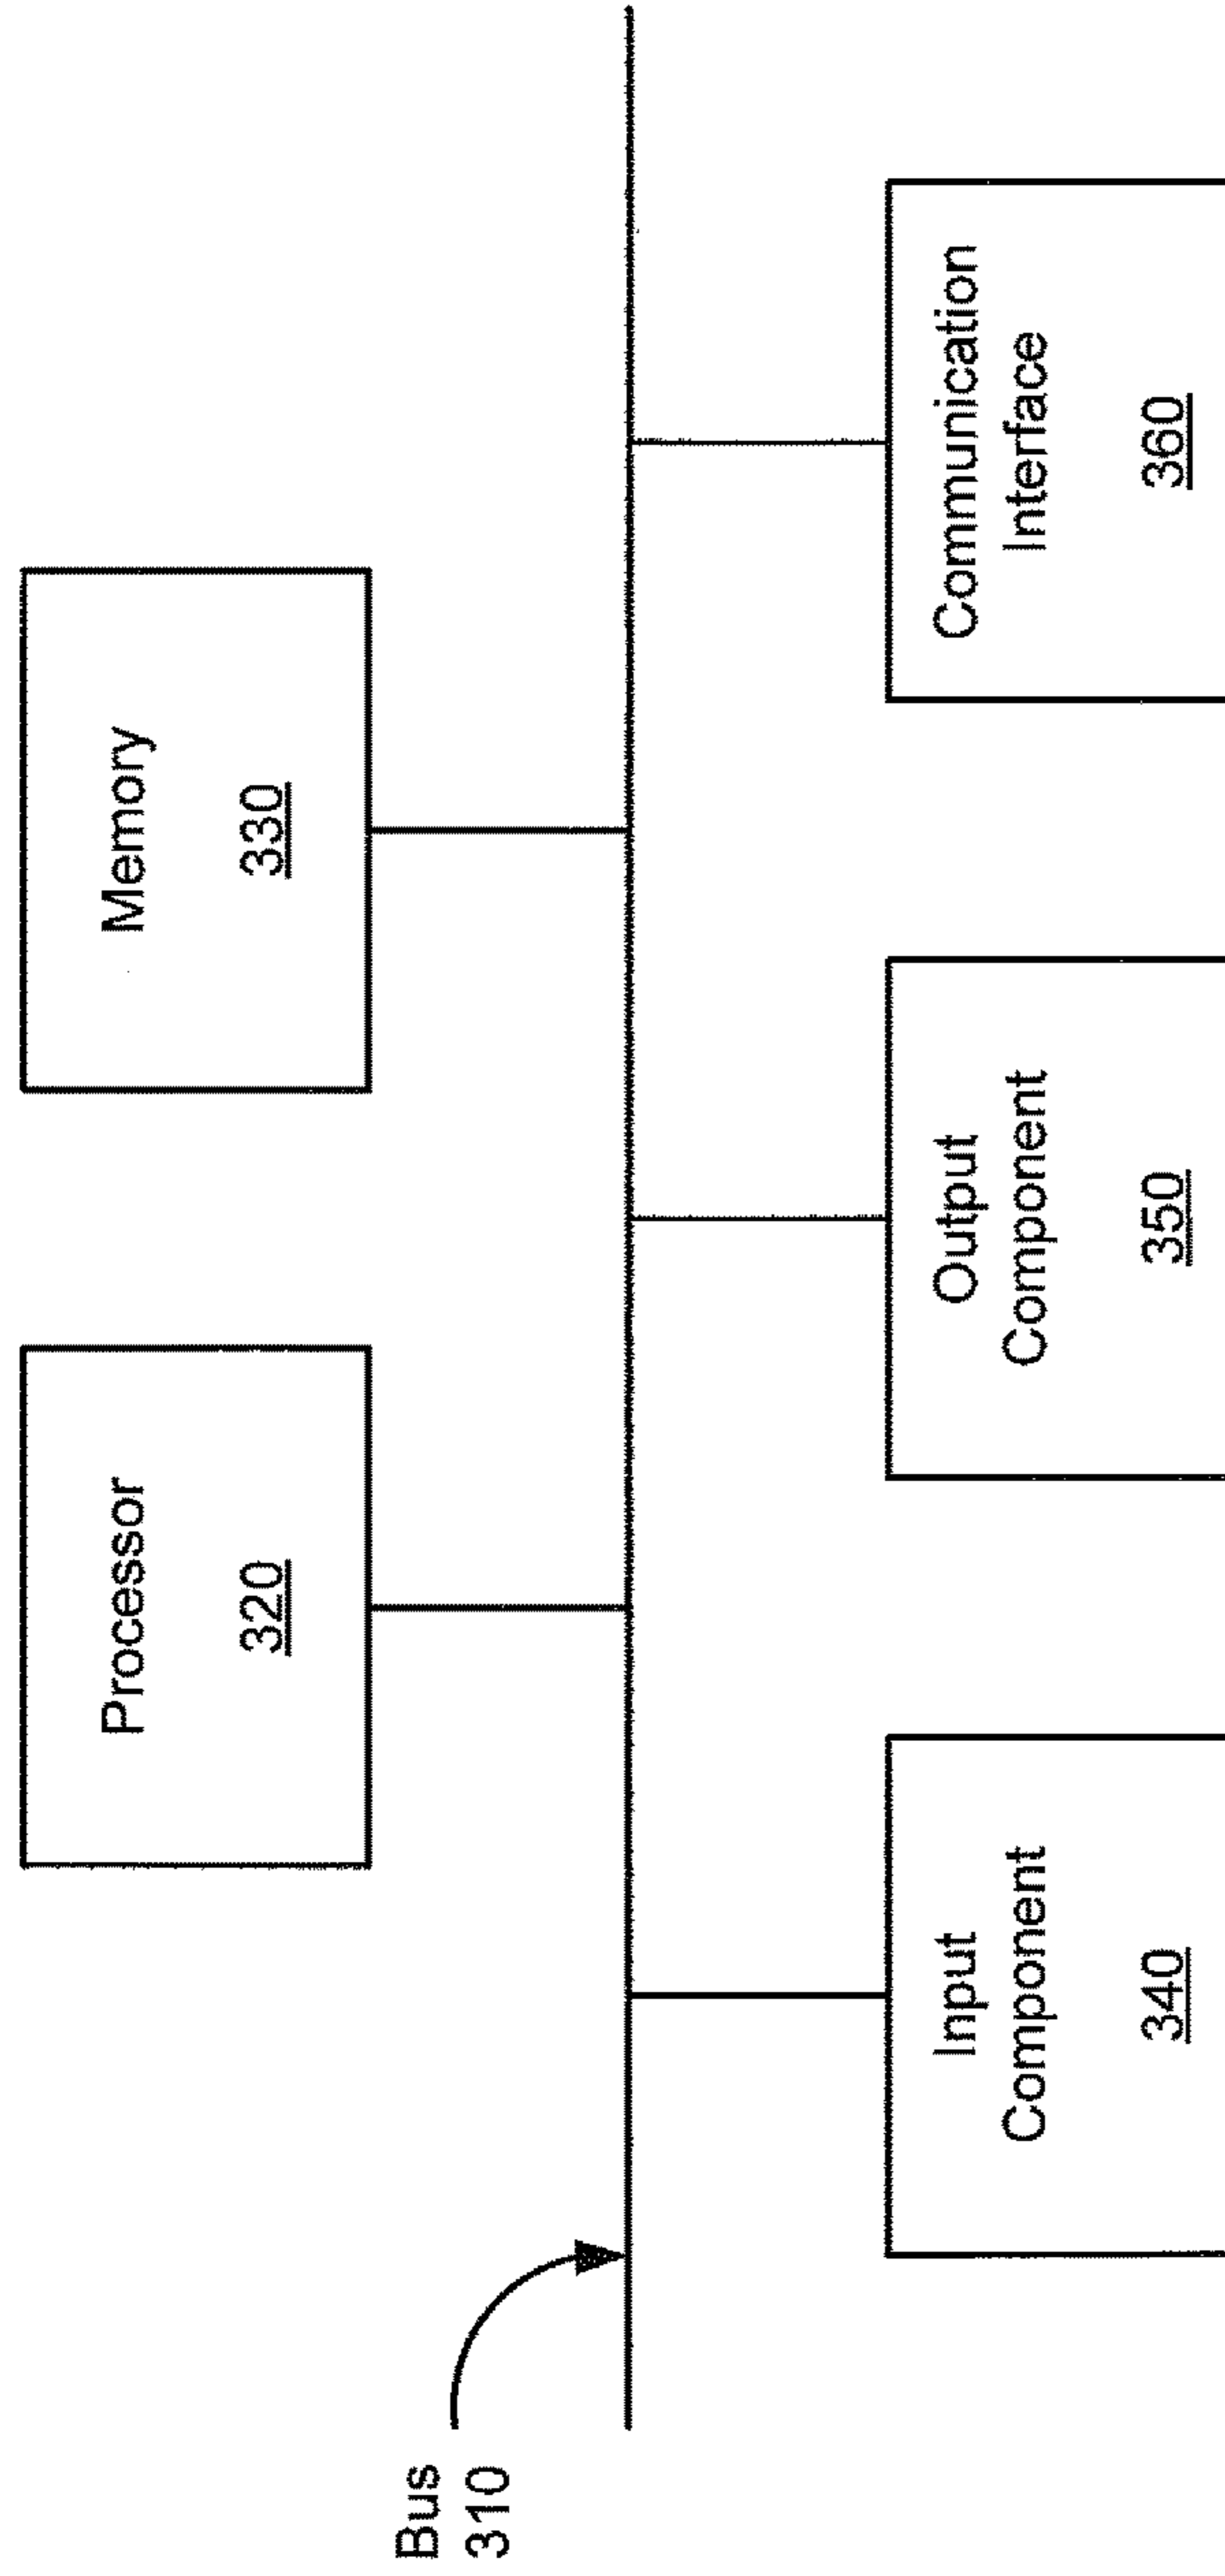 Processor
320
Memory
330
Bus
310
Input
Component
340
Output
Component
350
Communication
Interface
360